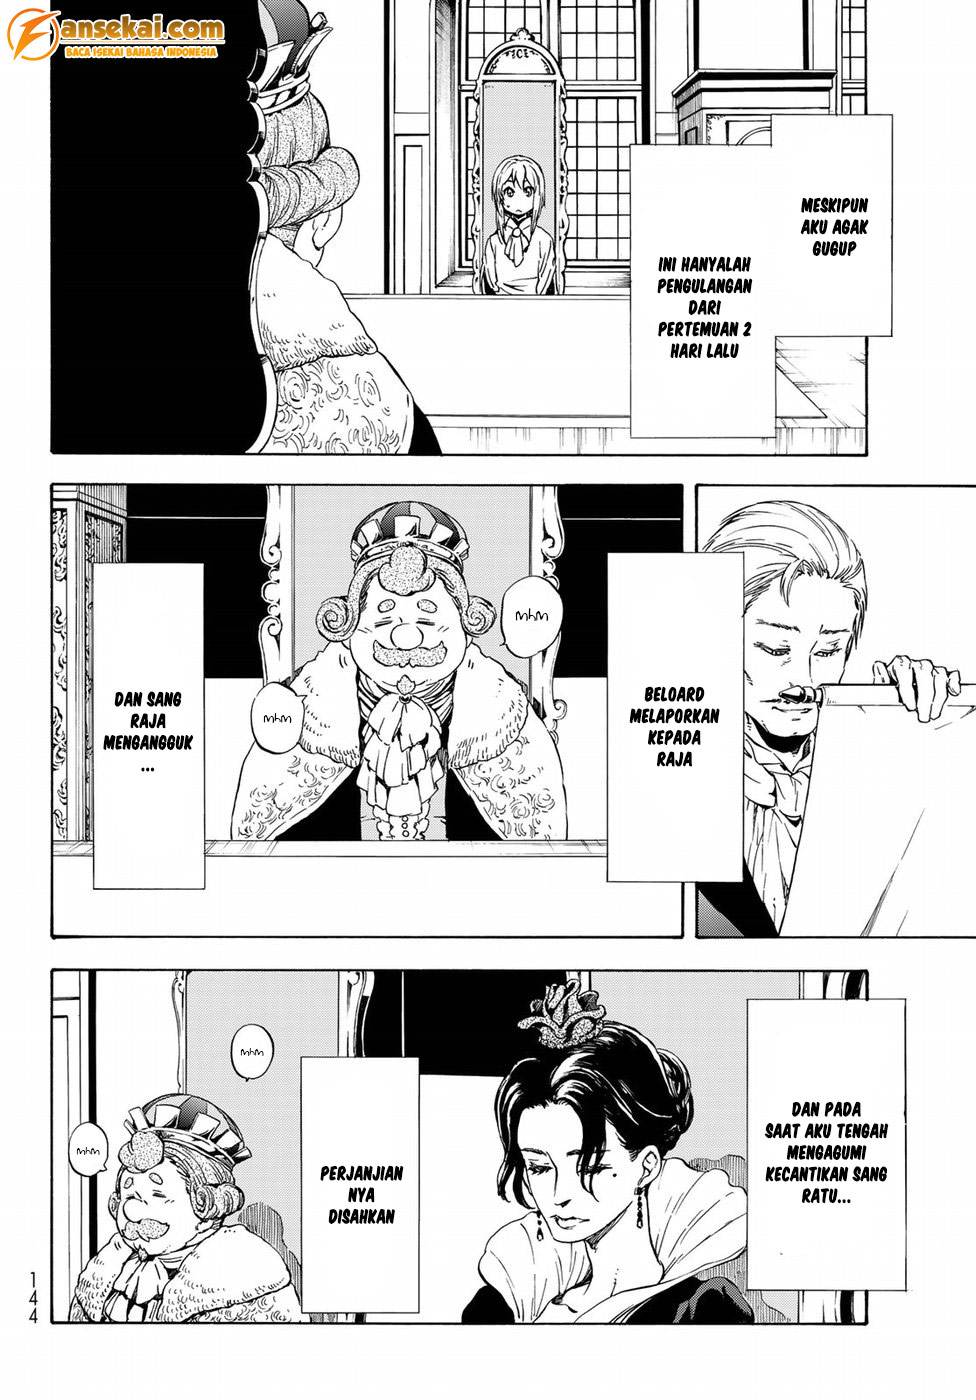 ansekai.com
BACA ISEKAI BAHASA INDONESIA
MESKIPUN
AKU AGAK
GUGUP
INI HANYALAH
PENGULANGAN
DARI
PERTEMUAN 2
HARI LALU
BELOARD
MELAPORKAN
KEPADA
RAJA
MHM
MHM
DAN SANG
RAJA
MENGANGGUK
...
DAN PADA
SAAT AKU TENGAH
MENGAGUMI
KECANTIKAN SANG
RATU...
PERJANJIAN
NYA
DISAHKAN
MHM
MHM
144